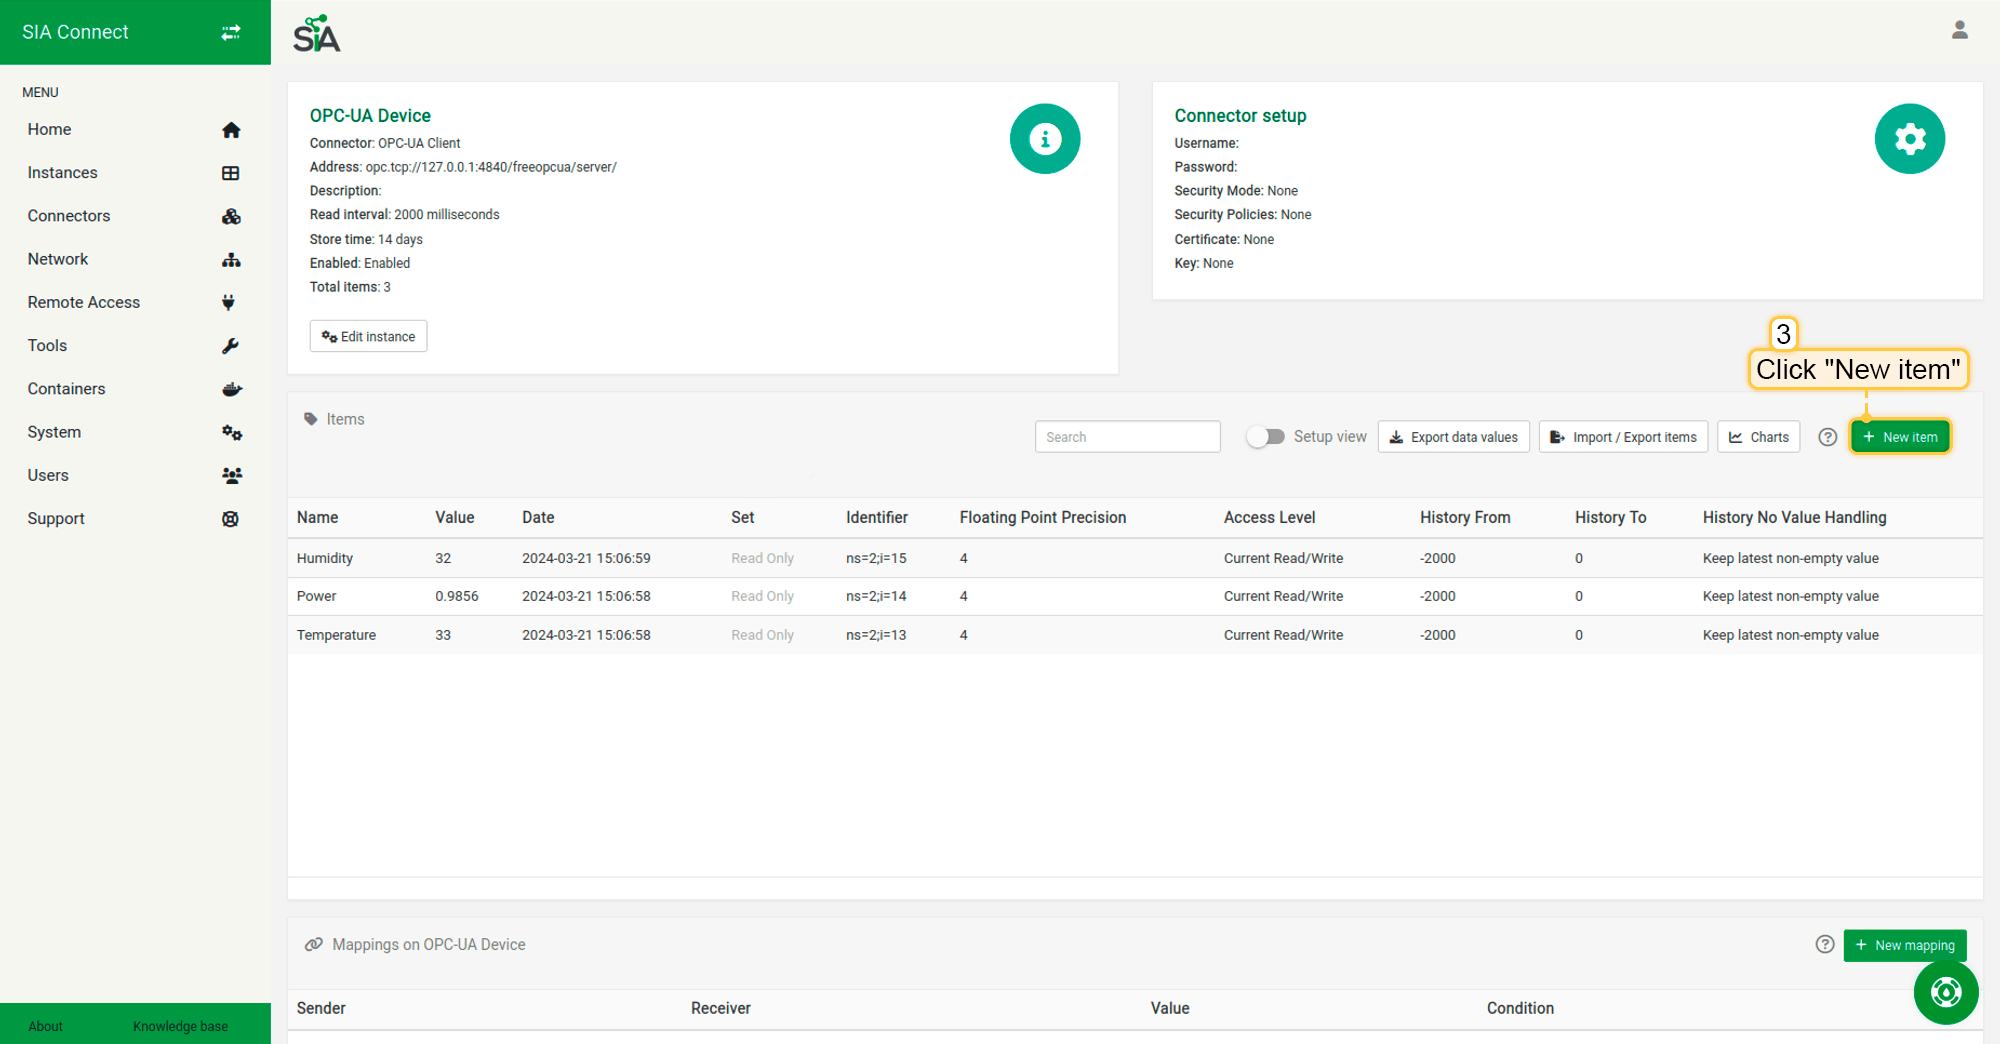 SIA Connect
SiA
MENU
Home
Instances
Connectors
Network
Remote Access
Tools
Containers
System
Users
Support
About Knowledge base
OPC-UA Device
Connector: OPC-UA Client
Address: opc.tcp://127.0.0.1:4840/freeopcua/server/
Description:
Read interval: 2000 milliseconds
Store time: 14 days
Enabled: Enabled
Total items: 3
Edit instance
Connector setup
Username:
Password:
Security Mode: None
Security Policies: None
Certificate: None
Key: None
3
Click "New item"
Items
Search Setup view Export data values Import / Export items Charts ? + New item
Name Value Date Set Identifier Floating Point Precision Access Level History From History To History No Value Handling
Humidity 32 2024-03-21 15:06:59 Read Only ns=2;i=15 4 Current Read/Write -2000 0 Keep latest non-empty value
Power 0.9856 2024-03-21 15:06:58 Read Only ns=2;i=14 4 Current Read/Write -2000 0 Keep latest non-empty value
Temperature 33 2024-03-21 15:06:58 Read Only ns=2;i=13 4 Current Read/Write -2000 0 Keep latest non-empty value
Mappings on OPC-UA Device ? + New mapping
Sender Receiver Value Condition